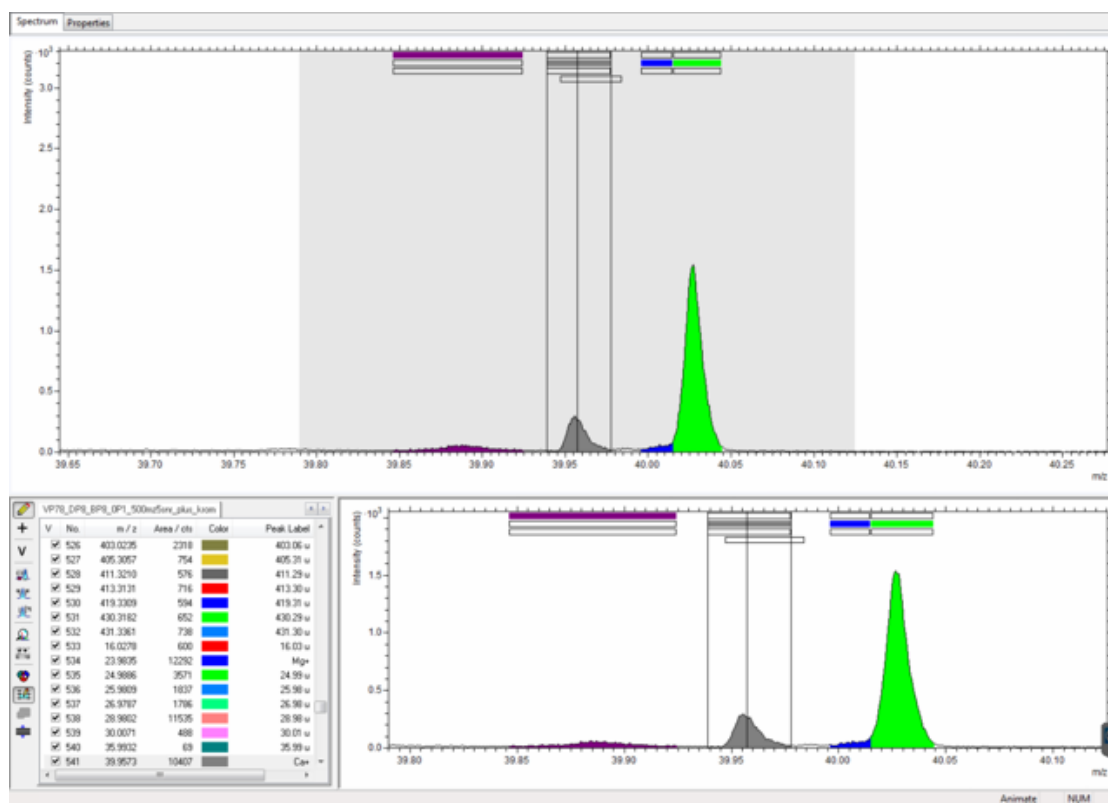 Spectrum Properties
Intensity (counts)
×10³
3.0
2.5
2.0
1.5
1.0
0.5
0.0
39.65 39.70 39.75 39.80 39.85 39.90 39.95 40.00 40.05 40.10 40.15 40.20 40.25
m/z
V No. m / z Area / cts Color Peak Label
526 403.0235 2318 403.06 u
527 405.3057 754 405.31 u
528 411.3210 576 411.29 u
529 413.3131 716 413.30 u
530 419.3309 594 419.31 u
531 430.3182 652 430.29 u
532 431.3361 738 431.30 u
533 16.0278 600 16.03 u
534 23.9835 12292 Mg+
535 24.9886 3571 24.99 u
536 25.9809 1837 25.98 u
537 26.9787 1786 26.98 u
538 28.9802 11535 28.98 u
539 30.0071 488 30.01 u
540 35.9932 69 35.99 u
541 39.9573 10407 Ca+
Intensity (counts)
×10³
1.5
1.0
0.5
0.0
39.80 39.85 39.90 39.95 40.00 40.05 40.10
m/z
Animate NUM